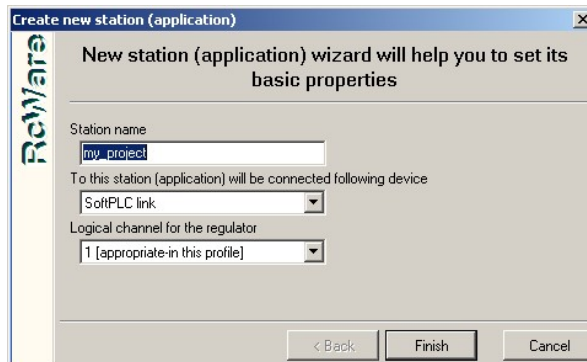 Create new station (application)
RcWare
New station (application) wizard will help you to set its
basic properties
Station name
my_project
To this station (application) will be connected following device
SoftPLC link
Logical channel for the regulator
1 [appropriate-in this profile]
< Back
Finish
Cancel